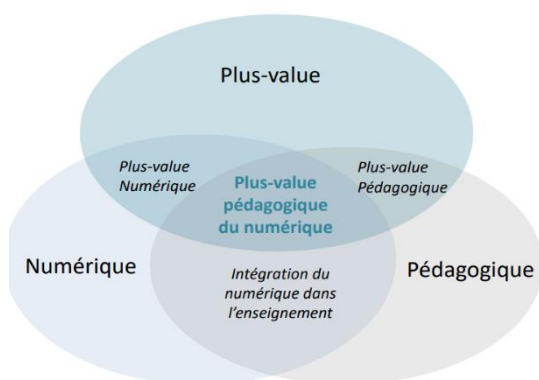 Plus-value
Plus-value
Numérique
Plus-value
Pédagogique
Plus-value
pédagogique
du numérique
Numérique
Pédagogique
Intégration du
numérique dans
l’enseignement